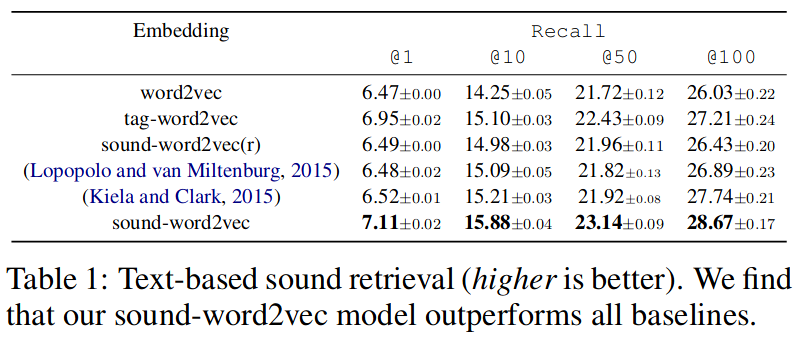 Embedding Recall
@1 @10 @50 @100
word2vec 6.47±0.00 14.25±0.05 21.72±0.12 26.03±0.22
tag-word2vec 6.95±0.02 15.10±0.03 22.43±0.09 27.21±0.24
sound-word2vec(r) 6.49±0.00 14.98±0.03 21.96±0.11 26.43±0.20
(Lopopolo and van Miltenburg, 2015) 6.48±0.02 15.09±0.05 21.82±0.13 26.89±0.23
(Kiela and Clark, 2015) 6.52±0.01 15.21±0.03 21.92±0.08 27.74±0.21
sound-word2vec 7.11±0.02 15.88±0.04 23.14±0.09 28.67±0.17
Table 1: Text-based sound retrieval (higher is better). We find
that our sound-word2vec model outperforms all baselines.